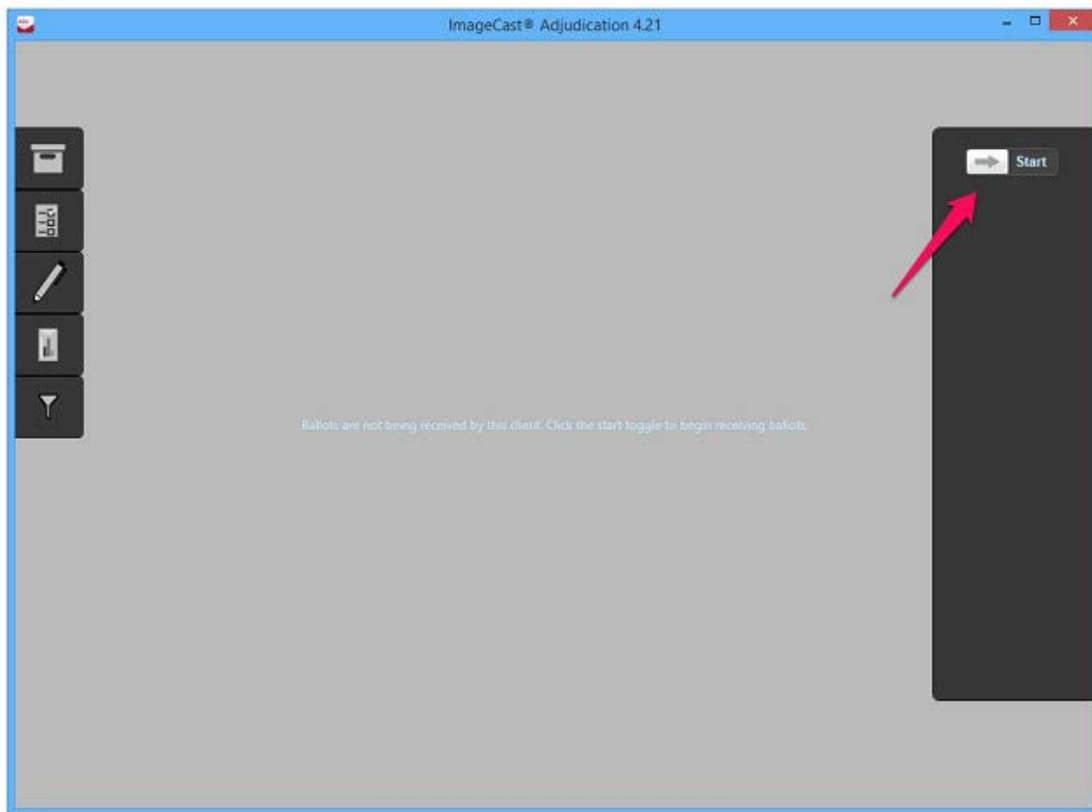 ImageCast® Adjudication 4.21
Start
Ballots are not being received by this client. Click the start toggle to begin receiving ballots.